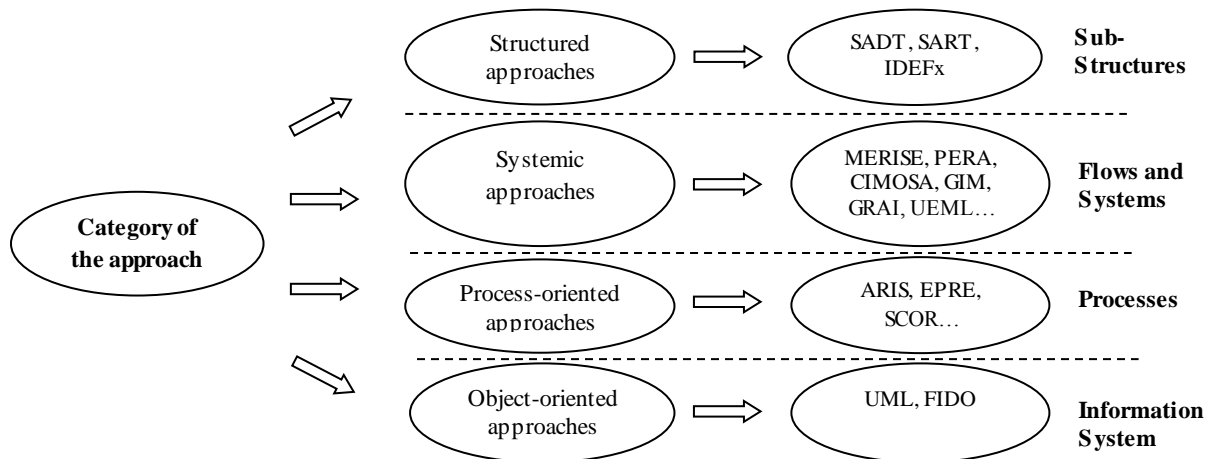 Structured
approaches
SADT, SART,
IDEFx
Sub-
Structures
Systemic
approaches
MERISE, PERA,
CIMOSA, GIM,
GRAI, UEML…
Flows and
Systems
Category of
the approach
Process-oriented
approaches
ARIS, EPRE,
SCOR…
Processes
Object-oriented
approaches
UML, FIDO
Information
System